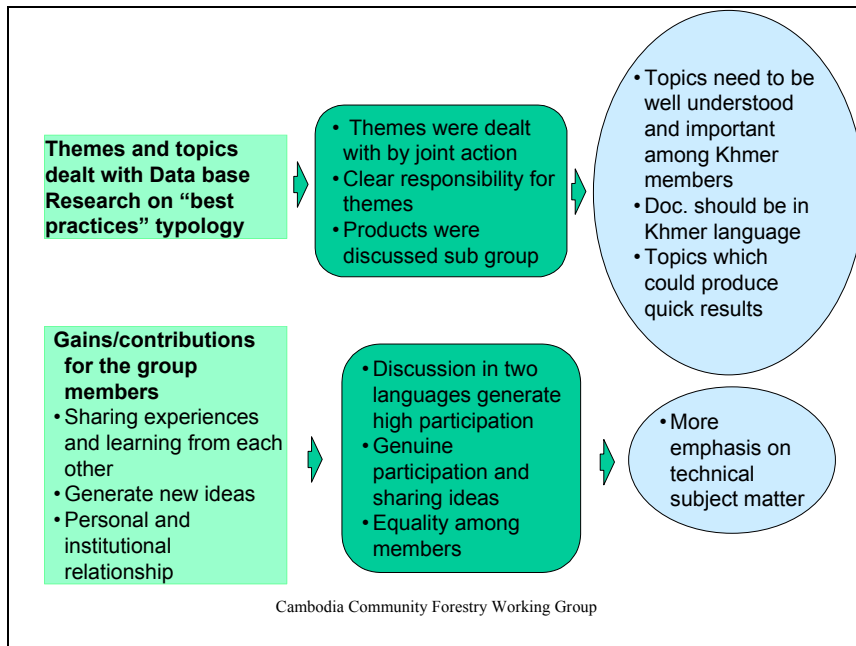 Themes and topics
dealt with Data base
Research on “best
practices” typology
• Themes were dealt
with by joint action
• Clear responsibility for
themes
• Products were
discussed sub group
• Topics need to be
well understood
and important
among Khmer
members
• Doc. should be in
Khmer language
• Topics which
could produce
quick results
Gains/contributions
for the group
members
• Sharing experiences
and learning from each
other
• Generate new ideas
• Personal and
institutional
relationship
• Discussion in two
languages generate
high participation
• Genuine
participation and
sharing ideas
• Equality among
members
• More
emphasis on
technical
subject matter
Cambodia Community Forestry Working Group